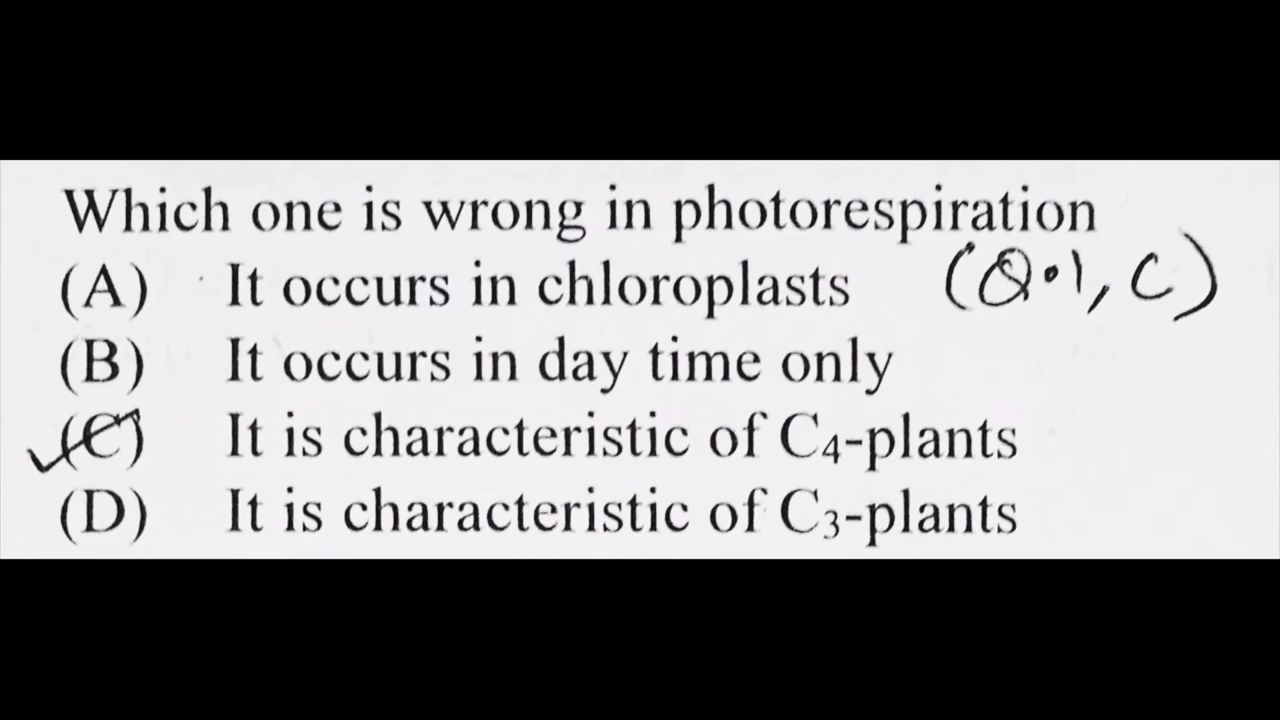 Which one is wrong in photorespiration
(A) It occurs in chloroplasts (Q.1, C)
(B) It occurs in day time only
(C) It is characteristic of C₄-plants
(D) It is characteristic of C₃-plants